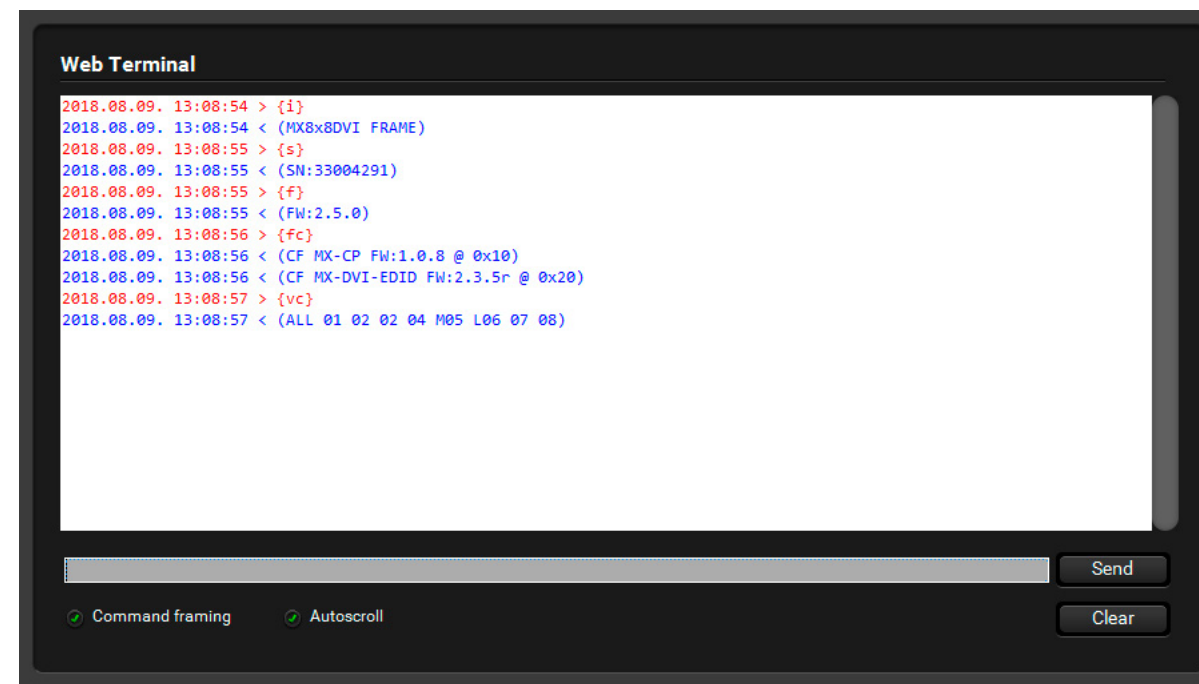 Web Terminal
2018.08.09. 13:08:54 > {i}
2018.08.09. 13:08:54 < (MX8x8DVI FRAME)
2018.08.09. 13:08:55 > {s}
2018.08.09. 13:08:55 < (SN:33004291)
2018.08.09. 13:08:55 > {f}
2018.08.09. 13:08:55 < (FW:2.5.0)
2018.08.09. 13:08:56 > {fc}
2018.08.09. 13:08:56 < (CF MX-CP FW:1.0.8 @ 0x10)
2018.08.09. 13:08:56 < (CF MX-DVI-EDID FW:2.3.5r @ 0x20)
2018.08.09. 13:08:57 > {vc}
2018.08.09. 13:08:57 < (ALL 01 02 02 04 M05 L06 07 08)
Send
Command framing Autoscroll Clear